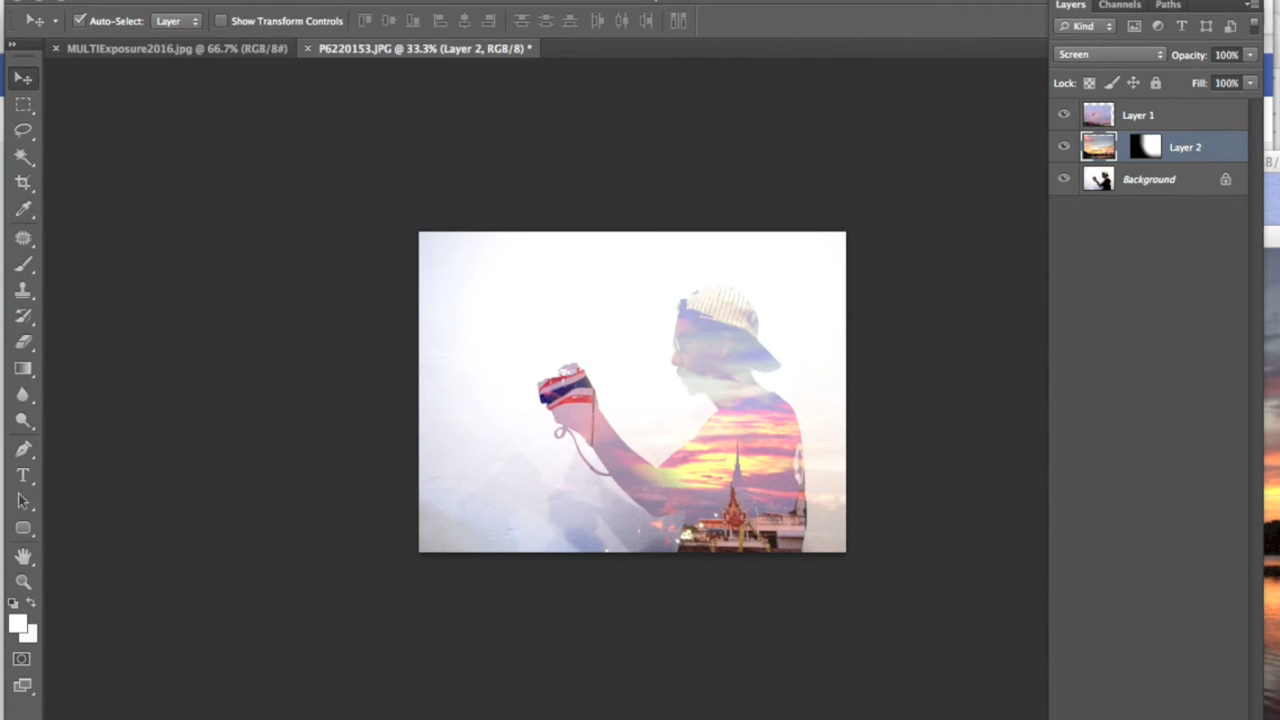 Auto-Select: Layer Show Transform Controls
MULTIExposure2016.jpg @ 66.7% (RGB/8#)
P6220153.JPG @ 33.3% (Layer 2, RGB/8) *
Layers Channels Paths
Kind
Screen Opacity: 100%
Lock: Fill: 100%
Layer 1
Layer 2
Background